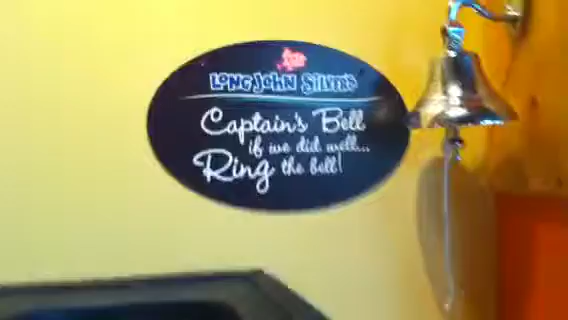 Long John Silver's
Captain's Bell
if we did well...
Ring the bell!